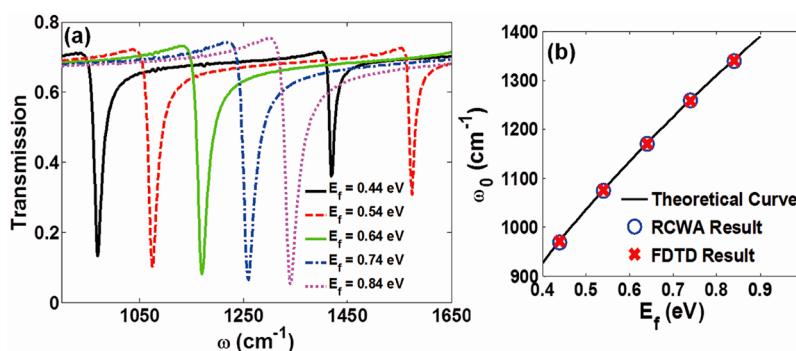 (a)
Transmission
0.8
0.6
0.4
0.2
0
1050
1250
1450
1650
ω (cm⁻¹)
E_f = 0.44 eV
E_f = 0.54 eV
E_f = 0.64 eV
E_f = 0.74 eV
E_f = 0.84 eV
(b)
ω₀ (cm⁻¹)
1400
1300
1200
1100
1000
900
0.4
0.5
0.6
0.7
0.8
0.9
1
E_f (eV)
Theoretical Curve
RCWA Result
FDTD Result